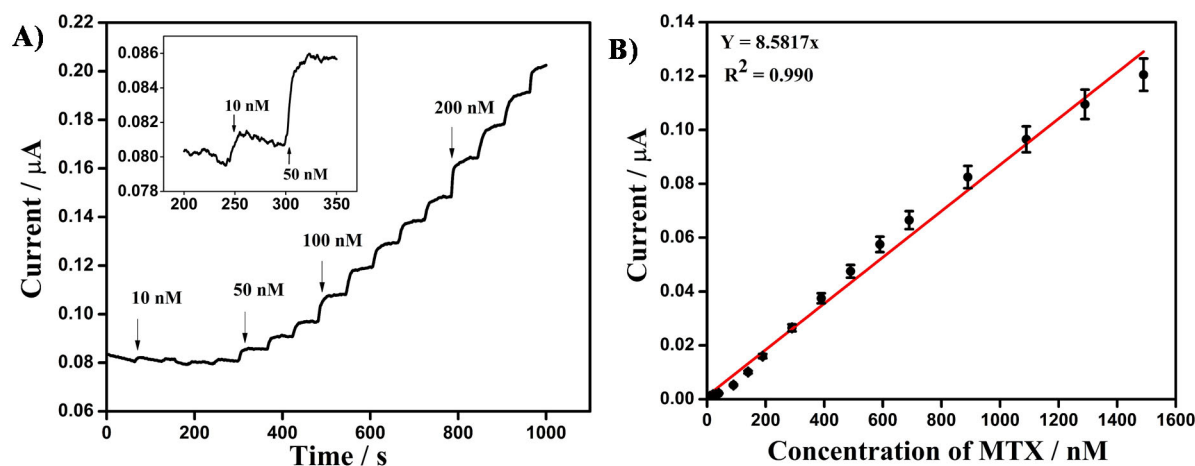 A)
0.22
0.20
0.18
0.16
0.14
0.12
0.10
0.08
0.06
Current / μA
0 200 400 600 800 1000
Time / s
0.086
0.084
0.082
0.080
0.078
200 250 300 350
10 nM
50 nM
10 nM
50 nM
100 nM
200 nM
B)
0.14
0.12
0.10
0.08
0.06
0.04
0.02
0.00
Current / μA
Y = 8.5817x
R² = 0.990
0 200 400 600 800 1000 1200 1400 1600
Concentration of MTX / nM